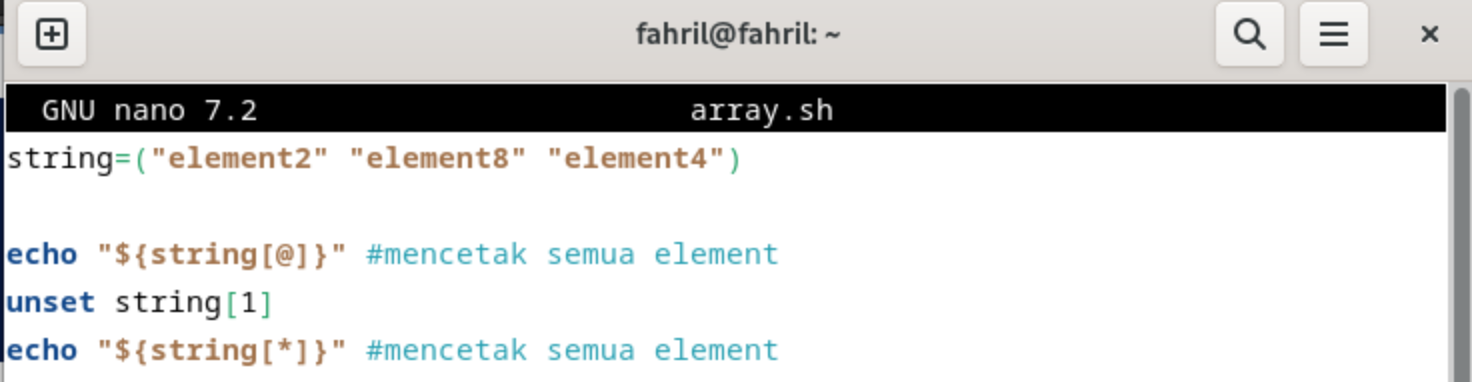 fahril@fahril: ~
GNU nano 7.2 array.sh
string=("element2" "element8" "element4")
echo "${string[@]}" #mencetak semua element
unset string[1]
echo "${string[*]}" #mencetak semua element